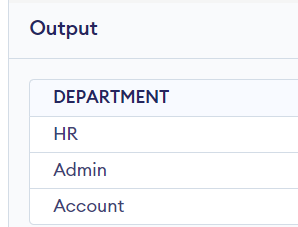 Output
DEPARTMENT
HR
Admin
Account